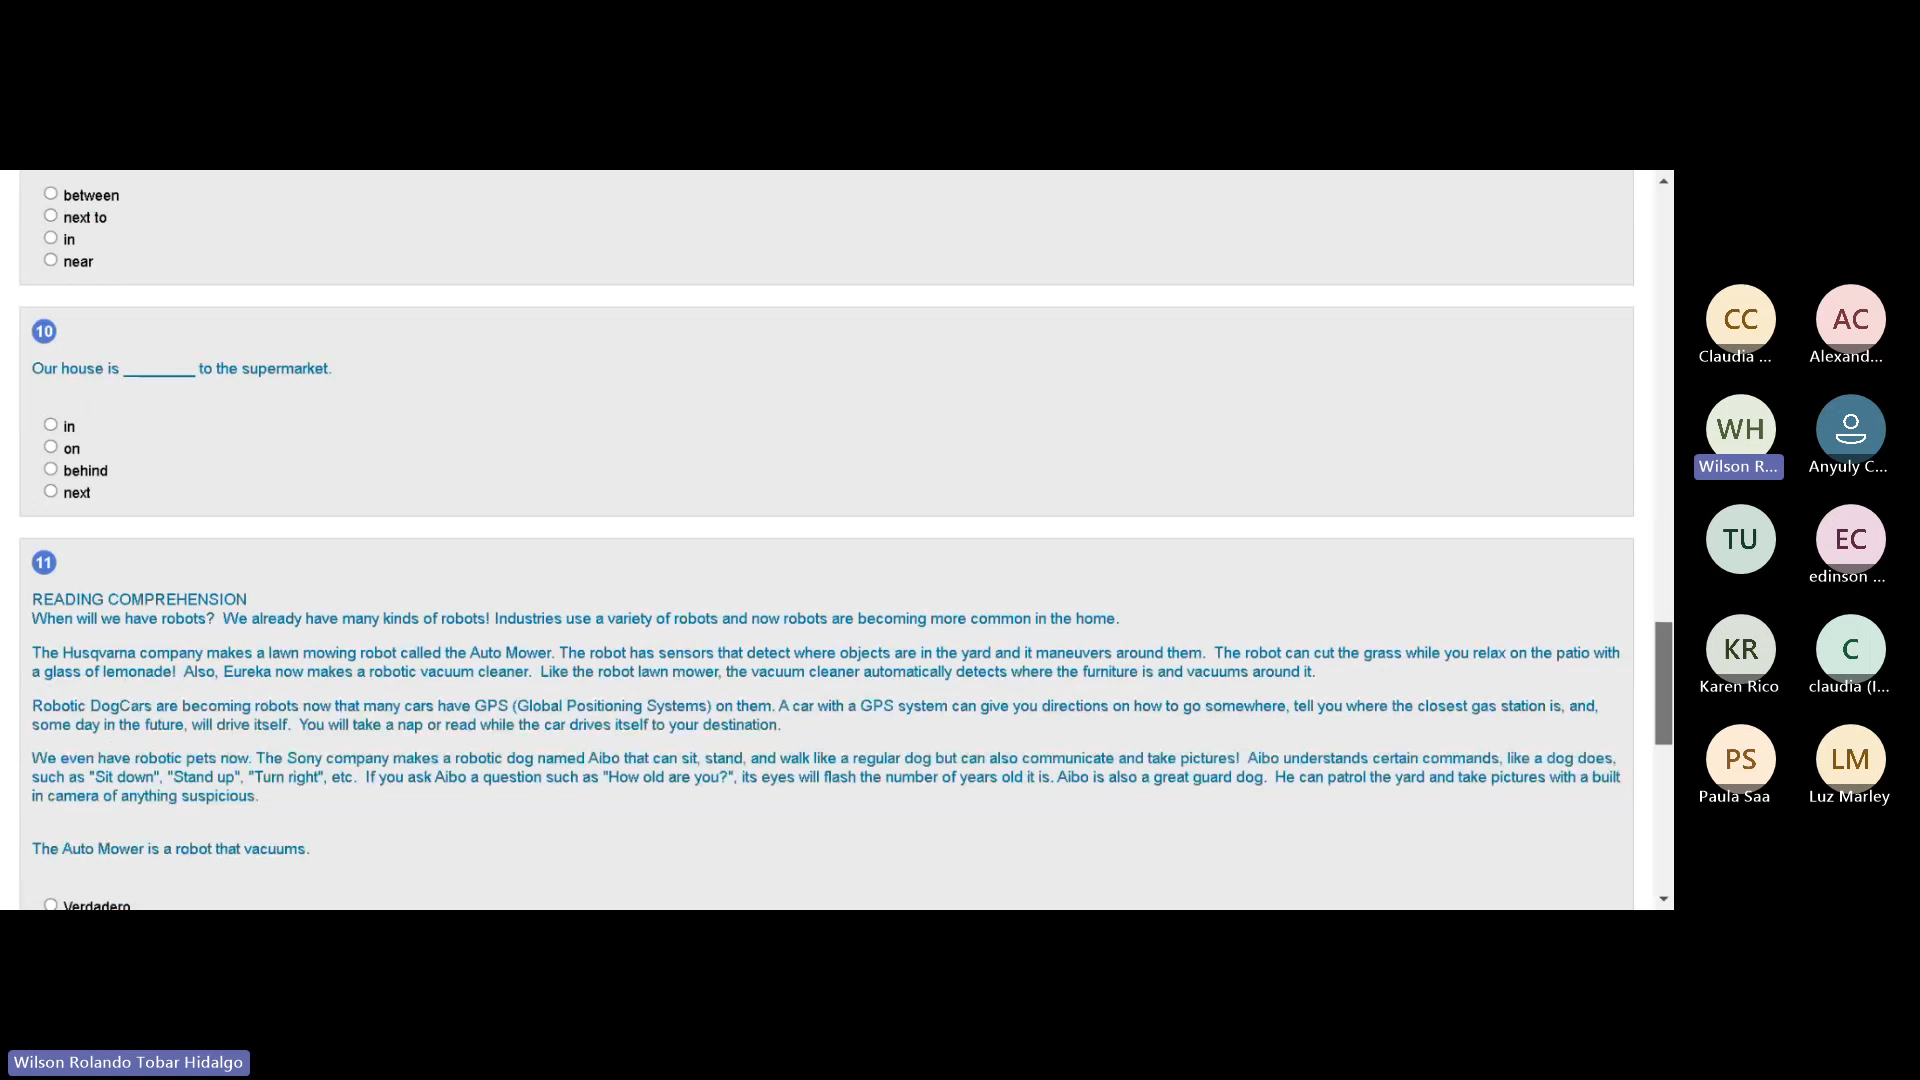 between
next to
in
near
10
Our house is _________ to the supermarket.
in
on
behind
next
11
READING COMPREHENSION
When will we have robots?  We already have many kinds of robots! Industries use a variety of robots and now robots are becoming more common in the home.
The Husqvarna company makes a lawn mowing robot called the Auto Mower. The robot has sensors that detect where objects are in the yard and it maneuvers around them.  The robot can cut the grass while you relax on the patio with
a glass of lemonade!  Also, Eureka now makes a robotic vacuum cleaner.  Like the robot lawn mower, the vacuum cleaner automatically detects where the furniture is and vacuums around it.
Robotic DogCars are becoming robots now that many cars have GPS (Global Positioning Systems) on them. A car with a GPS system can give you directions on how to go somewhere, tell you where the closest gas station is, and,
some day in the future, will drive itself.  You will take a nap or read while the car drives itself to your destination.
We even have robotic pets now. The Sony company makes a robotic dog named Aibo that can sit, stand, and walk like a regular dog but can also communicate and take pictures!  Aibo understands certain commands, like a dog does,
such as "Sit down", "Stand up", "Turn right", etc.  If you ask Aibo a question such as "How old are you?", its eyes will flash the number of years old it is. Aibo is also a great guard dog.  He can patrol the yard and take pictures with a built
in camera of anything suspicious.
The Auto Mower is a robot that vacuums.
Verdadero
CC
Claudia ...
AC
Alexand...
WH
Wilson R...
Anyuly C...
TU
EC
edinson ...
KR
Karen Rico
C
claudia (I...
PS
Paula Saa
LM
Luz Marley
Wilson Rolando Tobar Hidalgo